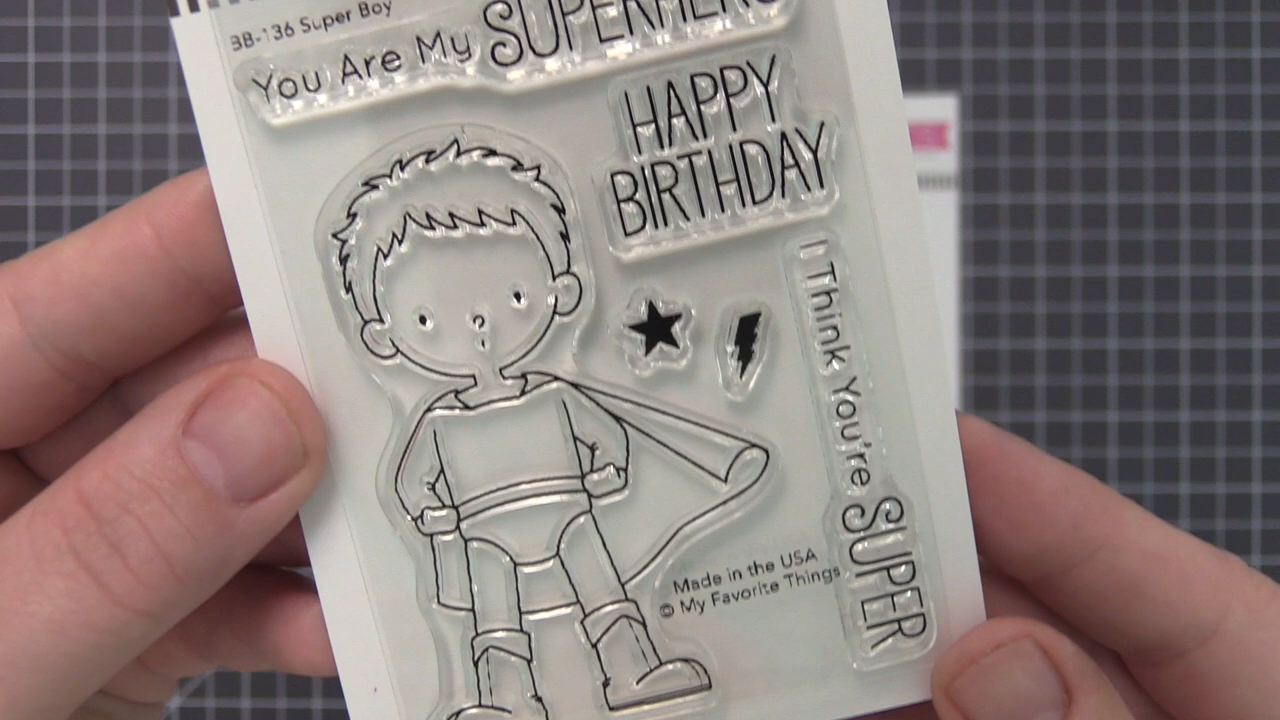 BB-136 Super Boy
You Are My SUPERHERO
HAPPY
BIRTHDAY
I Think You're SUPER
Made in the USA
© My Favorite Things